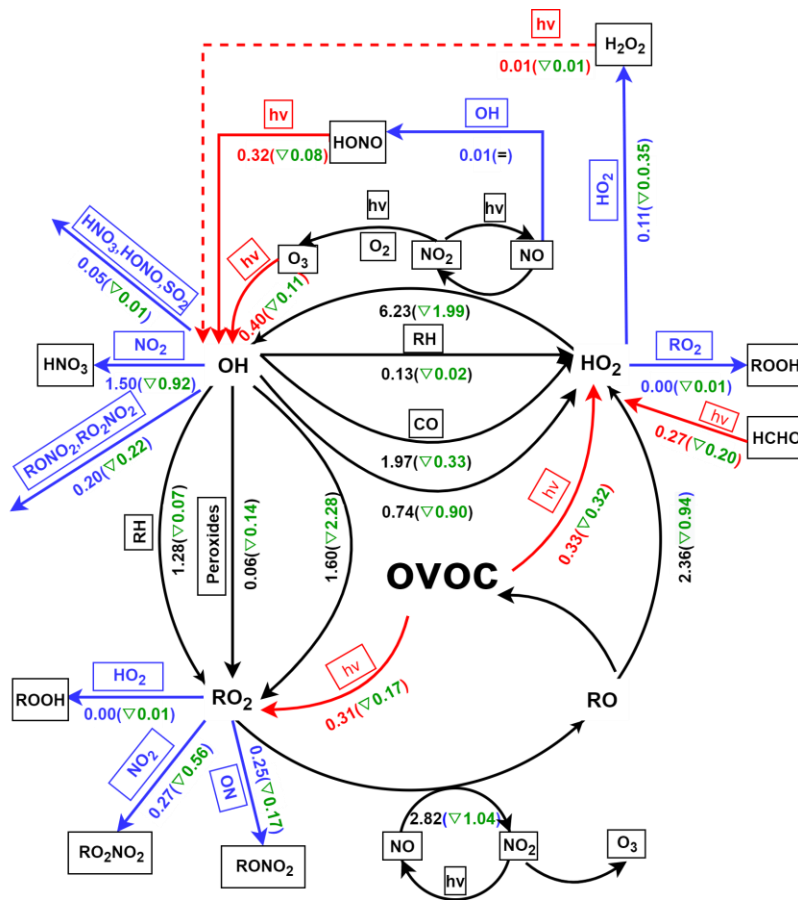 hv
H2O2
0.01(▽0.01)
hv
OH
HONO
0.32(▽0.08)
0.01(=)
HO2
0.11(▽0.0.35)
HNO3,HONO,SO2
0.05(▽0.01)
hv
hv
hv
O3
O2
NO2
NO
0.40(▽0.11)
6.23(▽1.99)
NO2
RH
RO2
HNO3
OH
HO2
ROOH
1.50(▽0.92)
0.13(▽0.02)
0.00(▽0.01)
hv
HCHO
0.27(▽0.20)
CO
RONO2,RO2NO2
0.20(▽0.22)
1.97(▽0.33)
0.74(▽0.90)
RH
1.28(▽0.07)
Peroxides
0.06(▽0.14)
1.60(▽2.28)
hv
0.33(▽0.32)
2.36(▽0.94)
OVOC
hv
0.31(▽0.17)
HO2
ROOH
RO2
RO
0.00(▽0.01)
NO2
0.27(▽0.56)
NO
0.25(▽0.17)
2.82(▽1.04)
NO
NO2
O3
RO2NO2
RONO2
hv